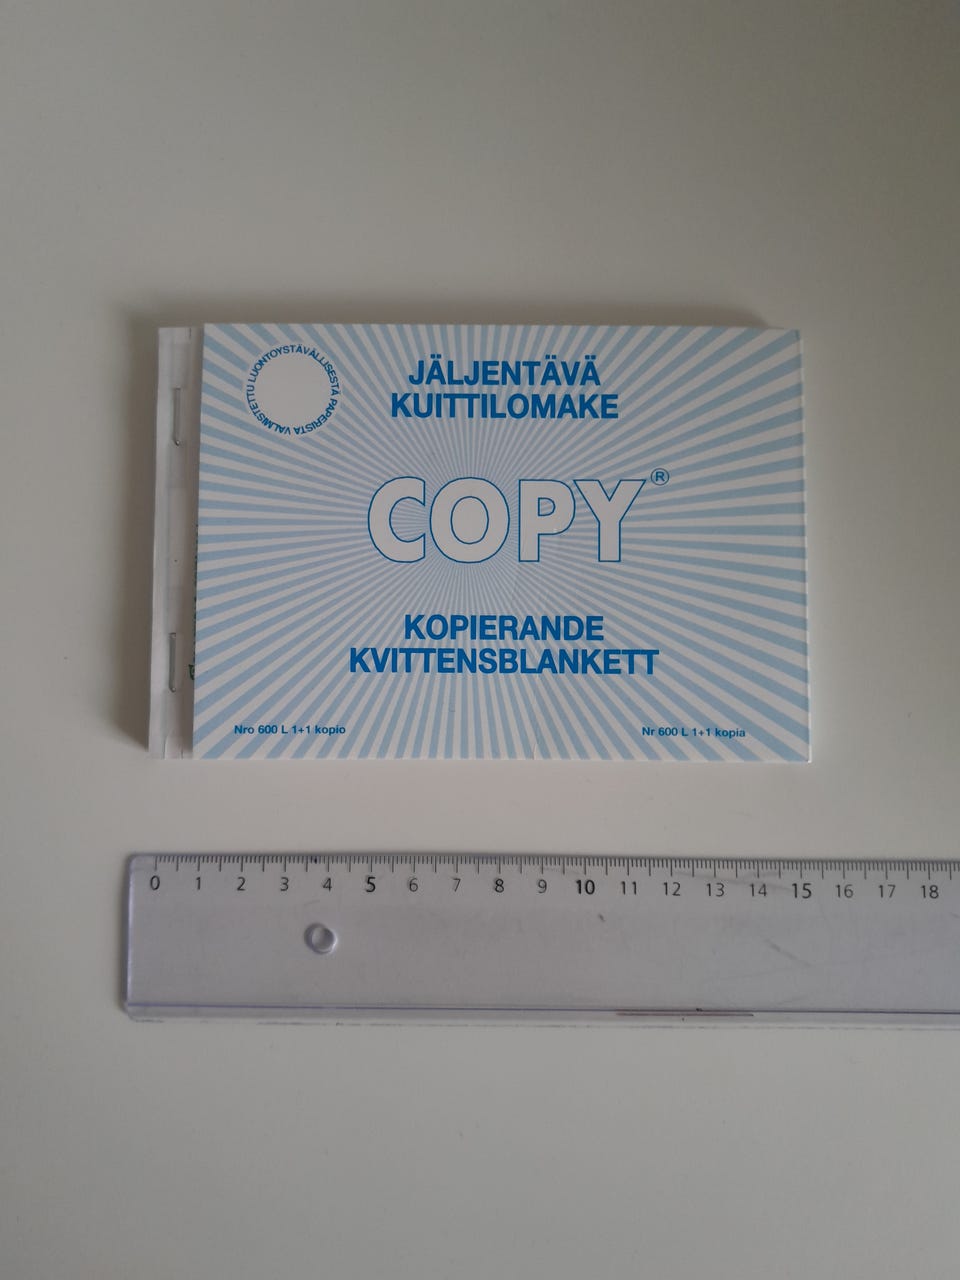 VALMISTETTU LUONTOYSTÄVÄLLISESTÄ PAPERISTA
JÄLJENTÄVÄ
KUITTILOMAKE
COPY®
KOPIERANDE
KVITTENSBLANKETT
Nro 600 L 1+1 kopio
Nr 600 L 1+1 kopia
0 1 2 3 4 5 6 7 8 9 10 11 12 13 14 15 16 17 18